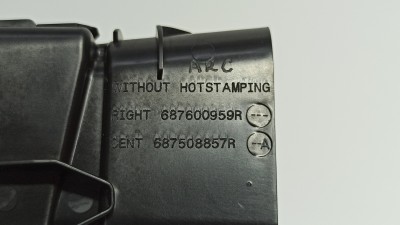 ARC
WITHOUT HOTSTAMPING
RIGHT 687600959R ---
CENT 687508857R --A